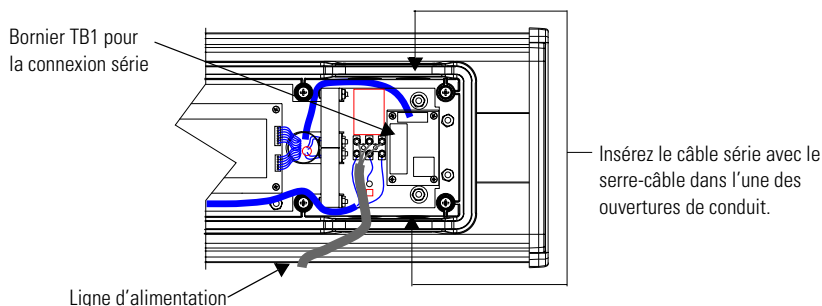 Bornier TB1 pour
la connexion série
Insérez le câble série avec le
serre-câble dans l’une des
ouvertures de conduit.
Ligne d’alimentation